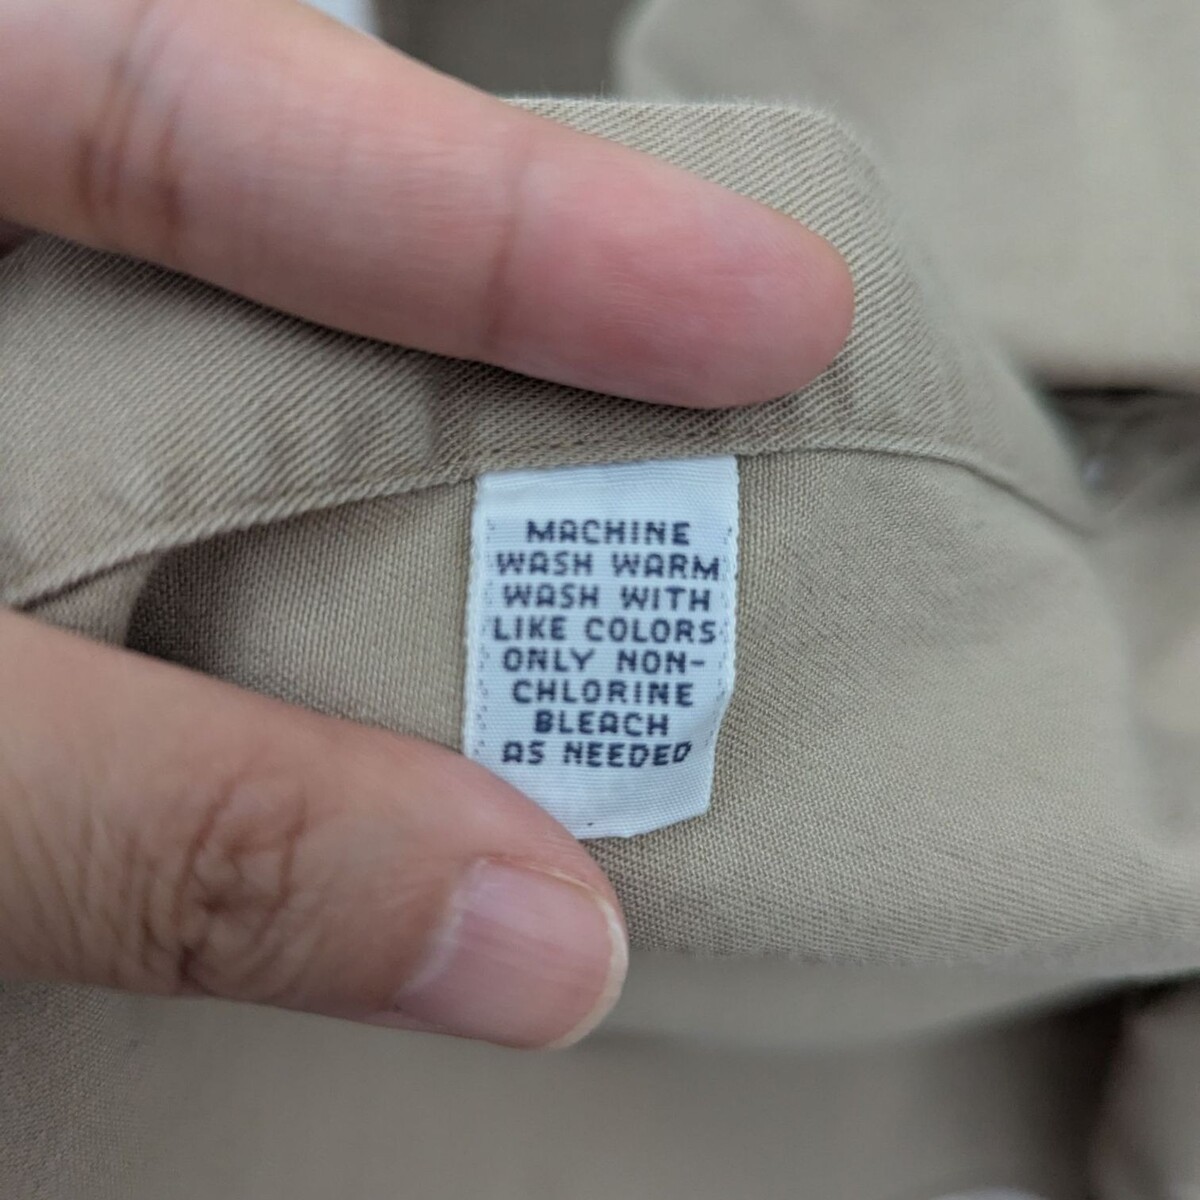 MACHINE
WASH WARM
WASH WITH
LIKE COLORS
ONLY NON-
CHLORINE
BLEACH
AS NEEDED